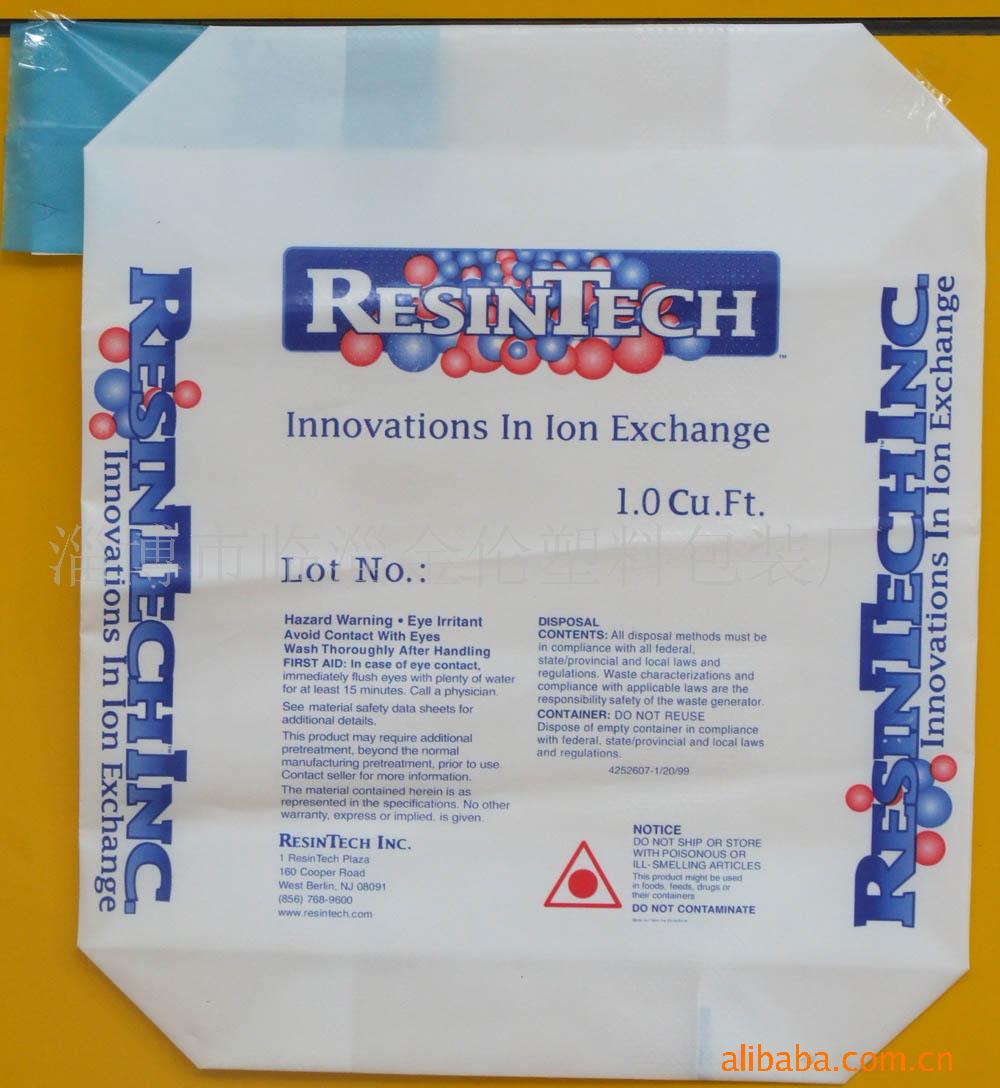 RESINTECH
™
Innovations In Ion Exchange
1.0 Cu.Ft.
淄博市临淄金伦塑料包装厂
Lot No.:
Hazard Warning • Eye Irritant
Avoid Contact With Eyes
Wash Thoroughly After Handling
FIRST AID: In case of eye contact,
immediately flush eyes with plenty of water
for at least 15 minutes. Call a physician.
See material safety data sheets for
additional details.
This product may require additional
pretreatment, beyond the normal
manufacturing pretreatment, prior to use.
Contact seller for more information.
The material contained herein is as
represented in the specifications. No other
warranty, express or implied, is given.
RESINTECH INC.
1 ResinTech Plaza
160 Cooper Road
West Berlin, NJ 08091
(856) 768-9600
www.resintech.com
DISPOSAL
CONTENTS: All disposal methods must be
in compliance with all federal,
state/provincial and local laws and
regulations. Waste characterizations and
compliance with applicable laws are the
responsibility safety of the waste generator.
CONTAINER: DO NOT REUSE
Dispose of empty container in compliance
with federal, state/provincial and local laws
and regulations.
4252607-1/20/99
NOTICE
DO NOT SHIP OR STORE
WITH POISONOUS OR
ILL-SMELLING ARTICLES
This product might be used
in foods, feeds, drugs or
their containers
DO NOT CONTAMINATE
RESINTECH™ INC.
Innovations In Ion Exchange
RESINTECH™ INC.
Innovations In Ion Exchange
alibaba.com.cn